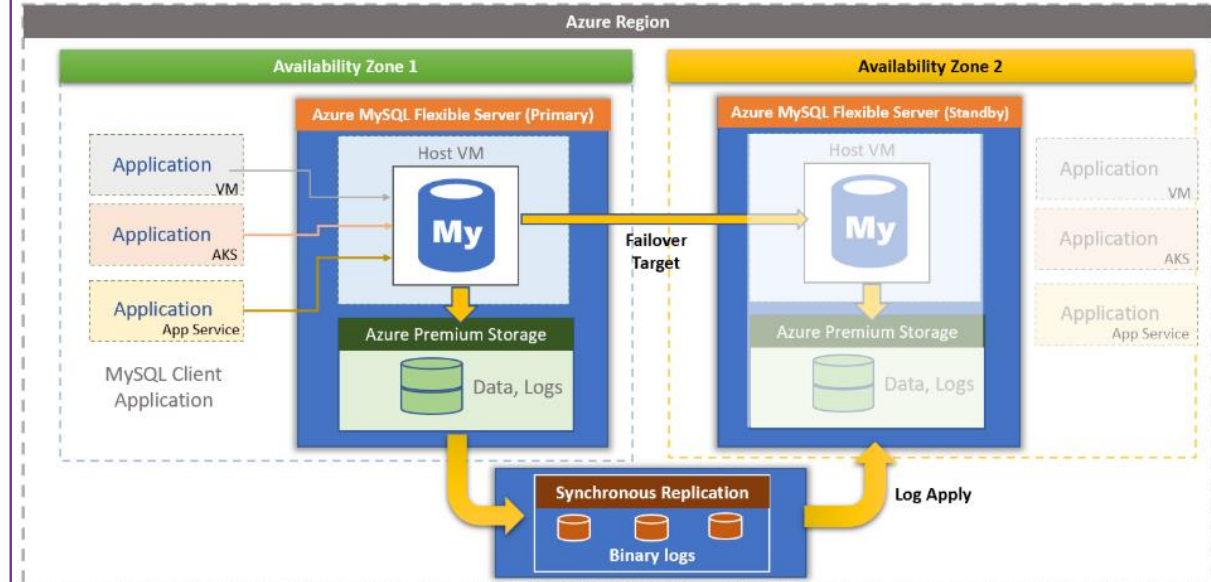 Azure Region
Availability Zone 1
Availability Zone 2
Azure MySQL Flexible Server (Primary)
Azure MySQL Flexible Server (Standby)
Host VM
Host VM
Application
VM
Application
AKS
Application
App Service
MySQL Client
Application
My
My
Failover
Target
Application
VM
Application
AKS
Application
App Service
Azure Premium Storage
Data, Logs
Azure Premium Storage
Data, Logs
Synchronous Replication
Binary logs
Log Apply